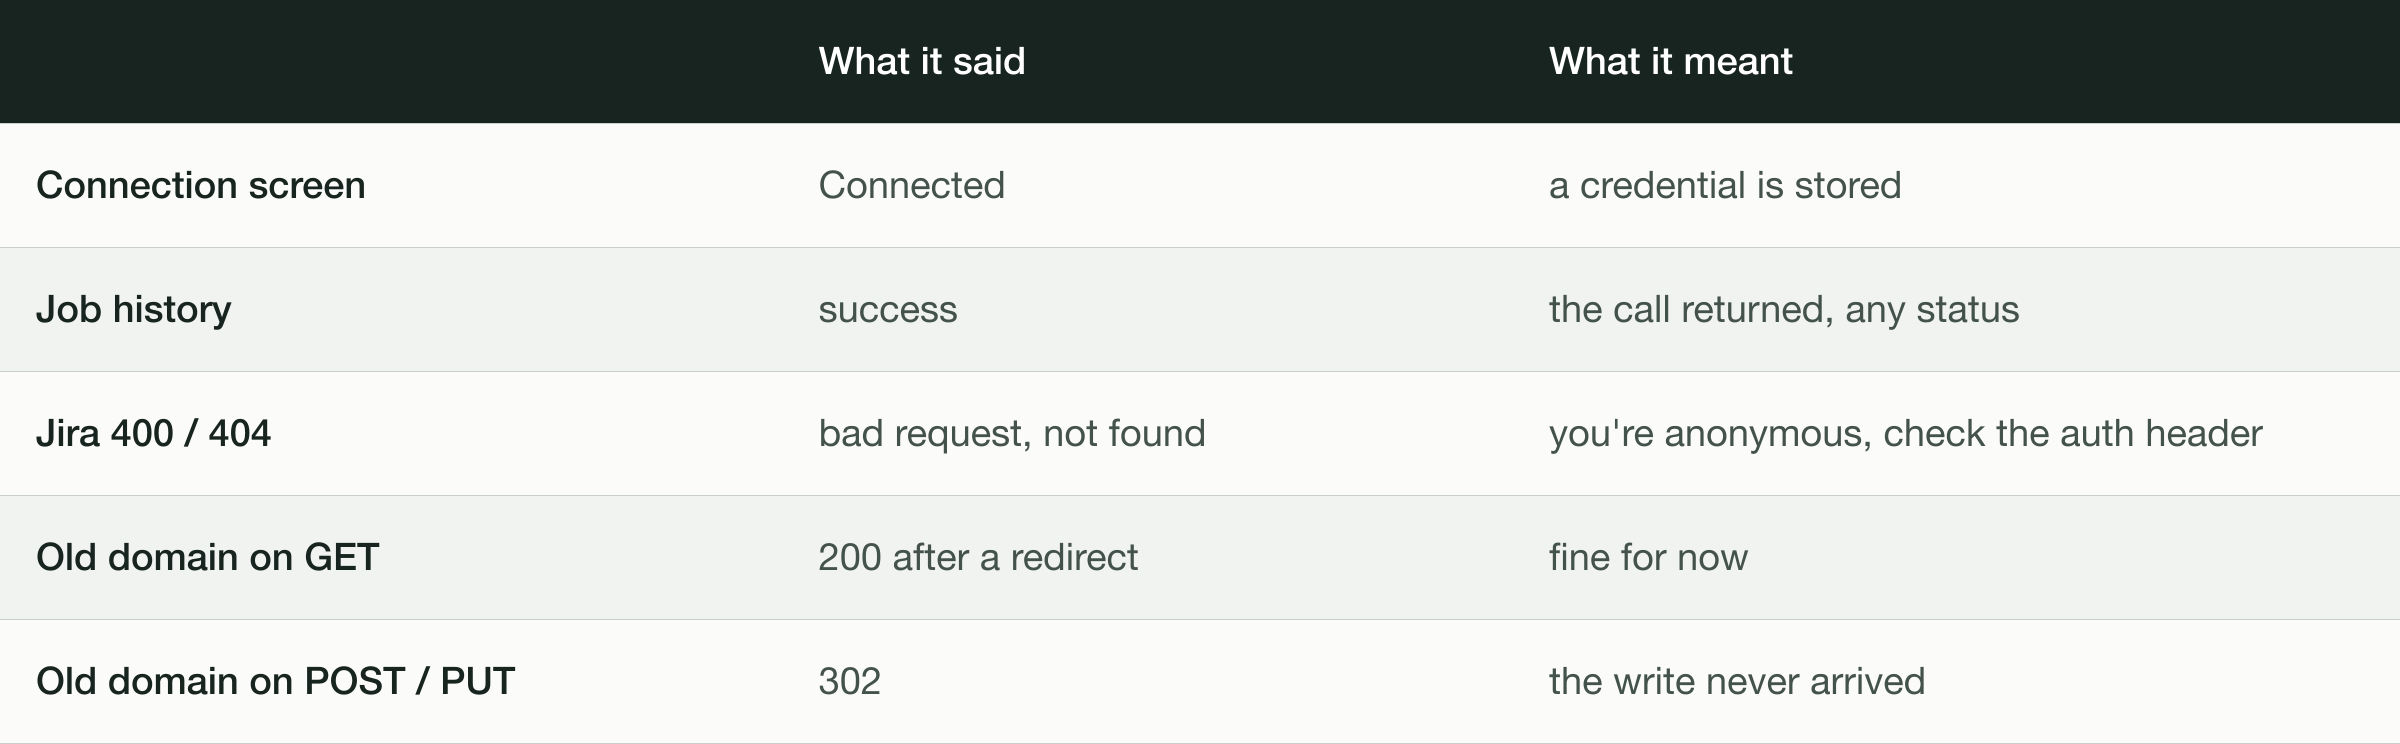 What it said What it meant
Connection screen Connected a credential is stored
Job history success the call returned, any status
Jira 400 / 404 bad request, not found you're anonymous, check the auth header
Old domain on GET 200 after a redirect fine for now
Old domain on POST / PUT 302 the write never arrived